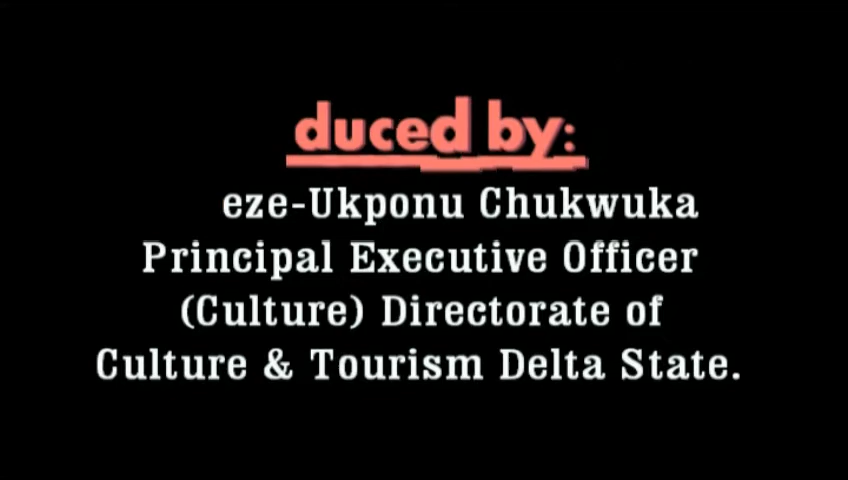 duced by:
eze-Ukponu Chukwuka
Principal Executive Officer
(Culture) Directorate of
Culture & Tourism Delta State.